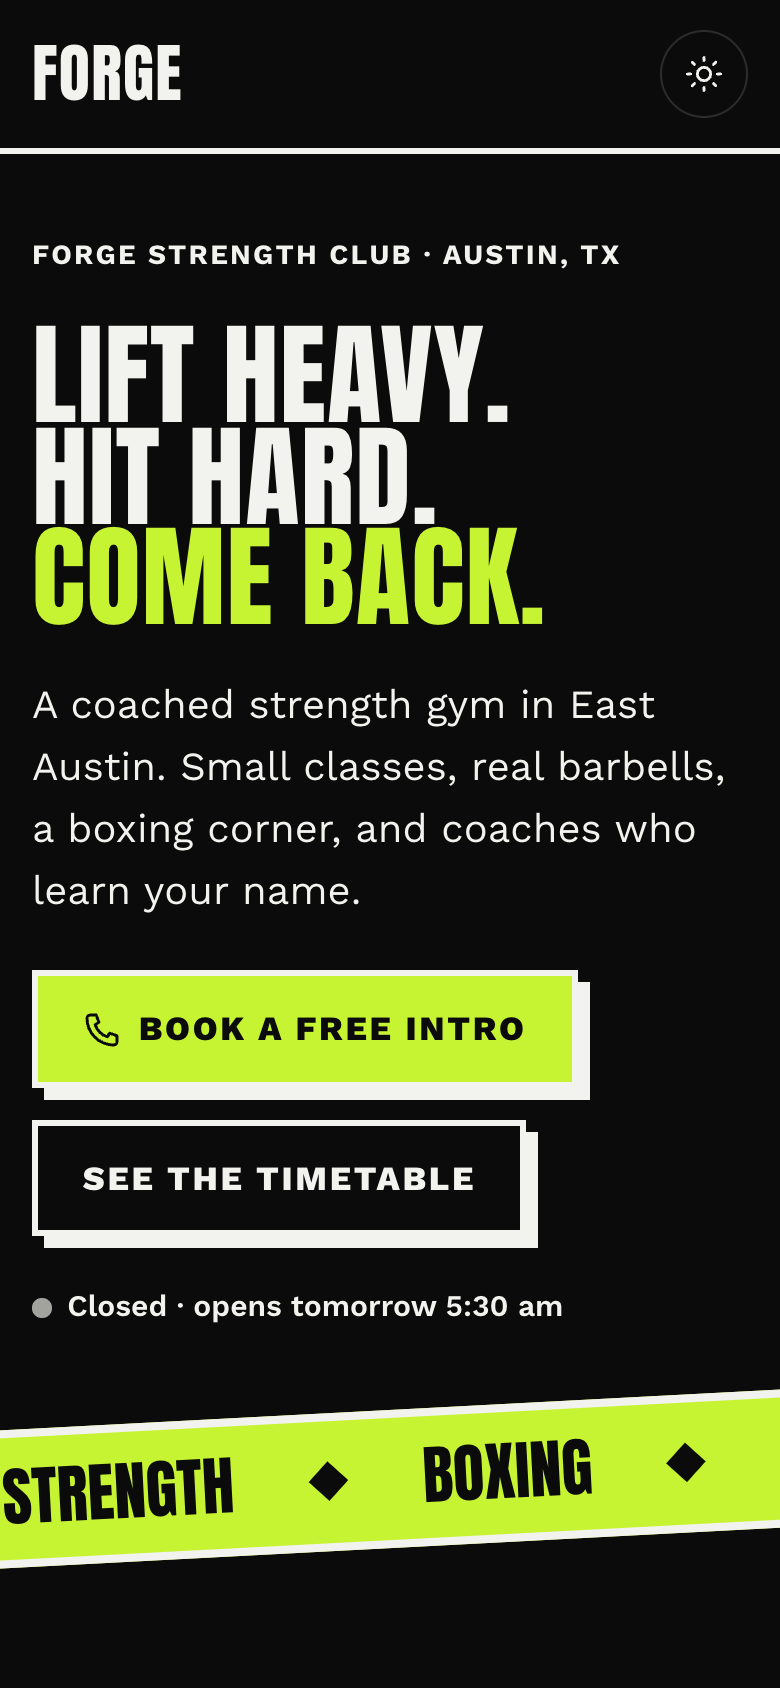 FORGE
FORGE STRENGTH CLUB · AUSTIN, TX
LIFT HEAVY.
HIT HARD.
COME BACK.
A coached strength gym in East
Austin. Small classes, real barbells,
a boxing corner, and coaches who
learn your name.
BOOK A FREE INTRO
SEE THE TIMETABLE
Closed · opens tomorrow 5:30 am
STRENGTH ◆ BOXING ◆